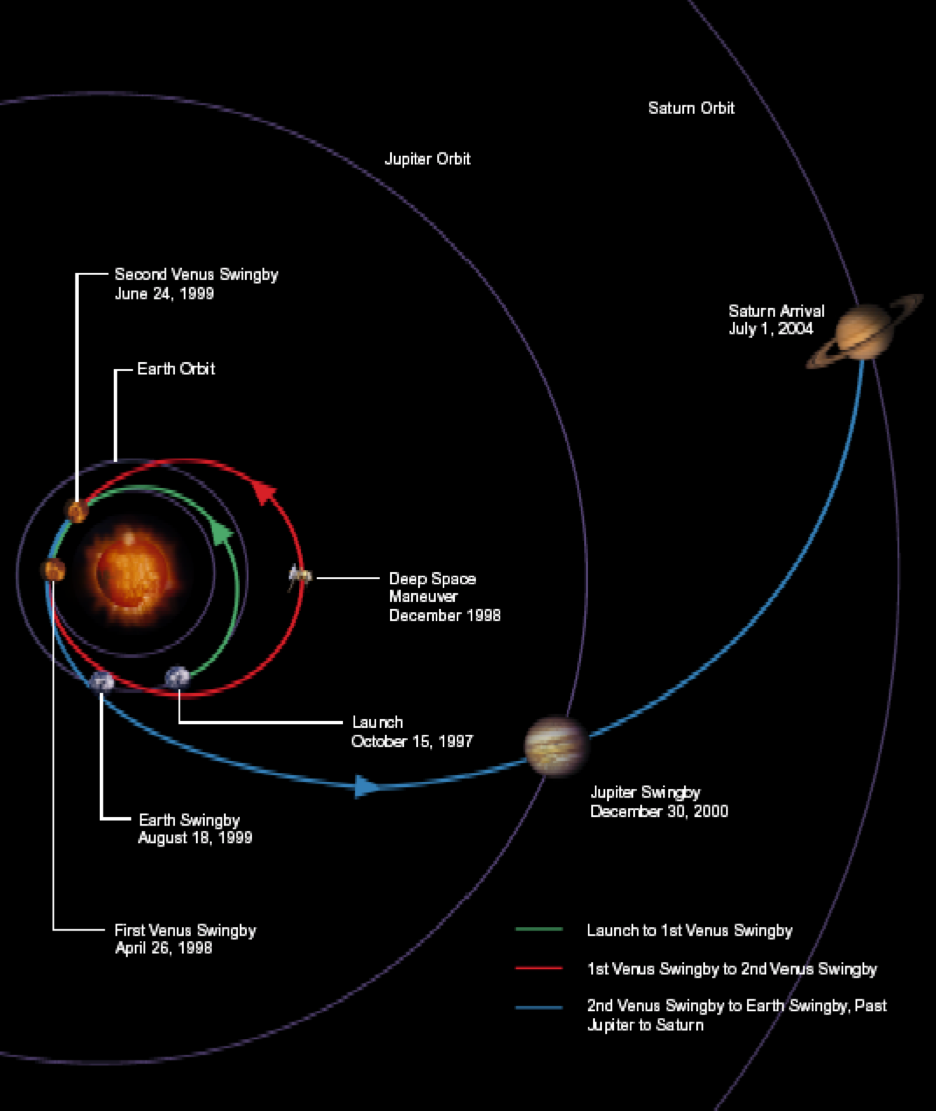 Saturn Orbit
Jupiter Orbit
Second Venus Swingby
June 24, 1999
Saturn Arrival
July 1, 2004
Earth Orbit
Deep Space
Maneuver
December 1998
Launch
October 15, 1997
Jupiter Swingby
December 30, 2000
Earth Swingby
August 18, 1999
First Venus Swingby
April 26, 1998
Launch to 1st Venus Swingby
1st Venus Swingby to 2nd Venus Swingby
2nd Venus Swingby to Earth Swingby, Past
Jupiter to Saturn